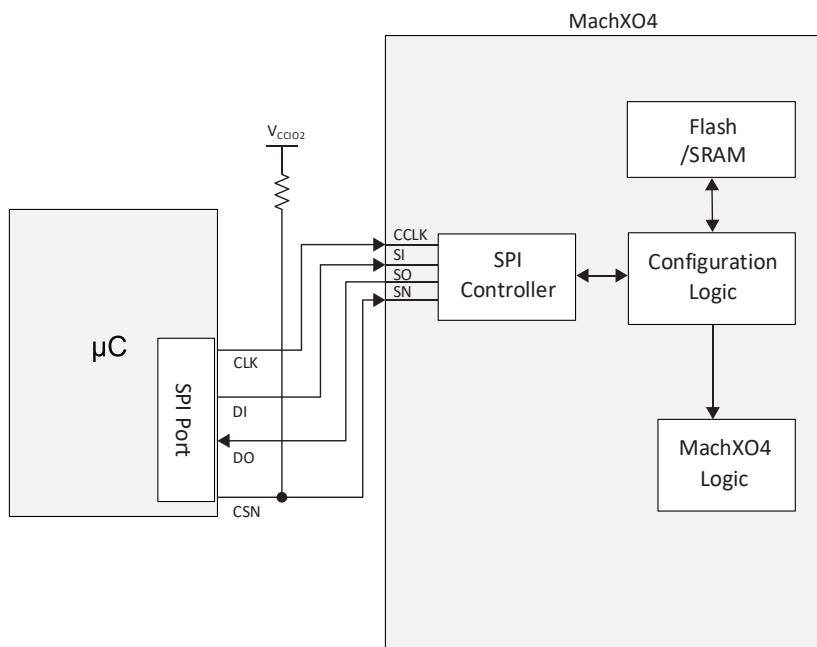 MachXO4
Flash
/SRAM
VCCIO2
CCLK
SI
SO
SN
SPI
Controller
Configuration
Logic
µC
SPI Port
CLK
DI
DO
CSN
MachXO4
Logic